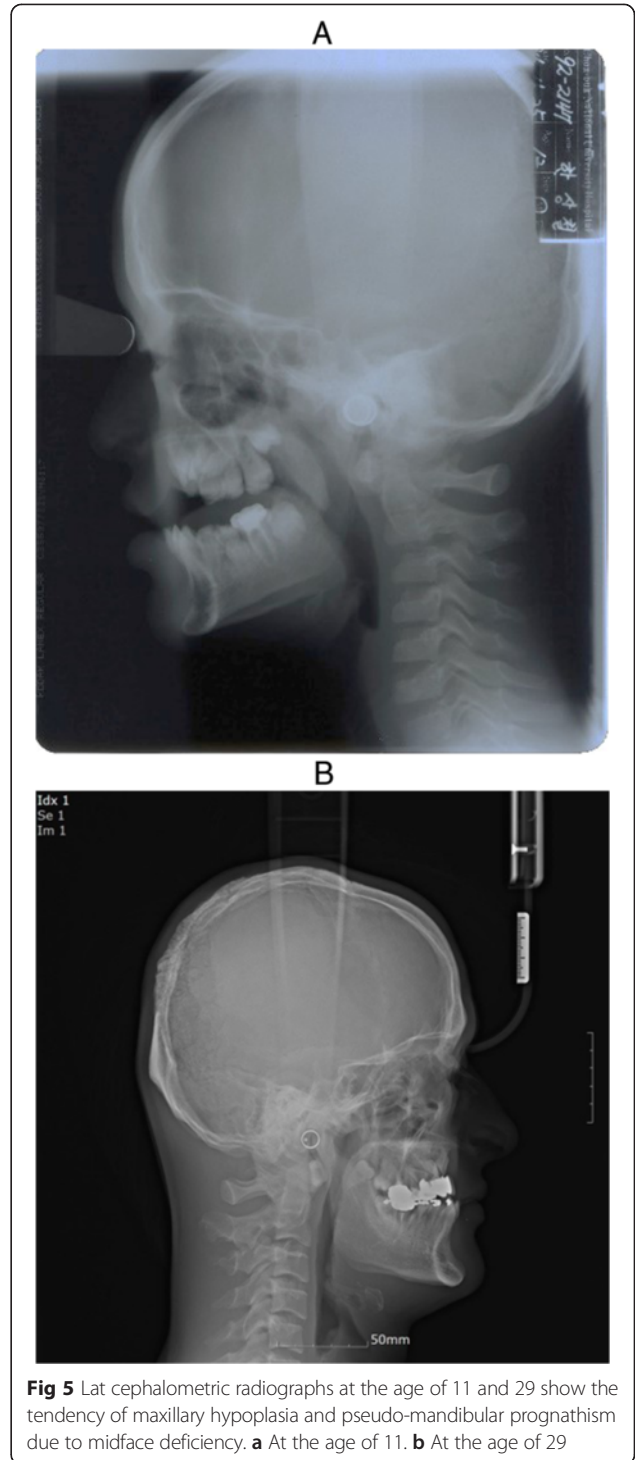 A
92-2147
B
Idx 1
Se 1
Im 1
50mm
Fig 5 Lat cephalometric radiographs at the age of 11 and 29 show the
tendency of maxillary hypoplasia and pseudo-mandibular prognathism
due to midface deficiency. a At the age of 11. b At the age of 29